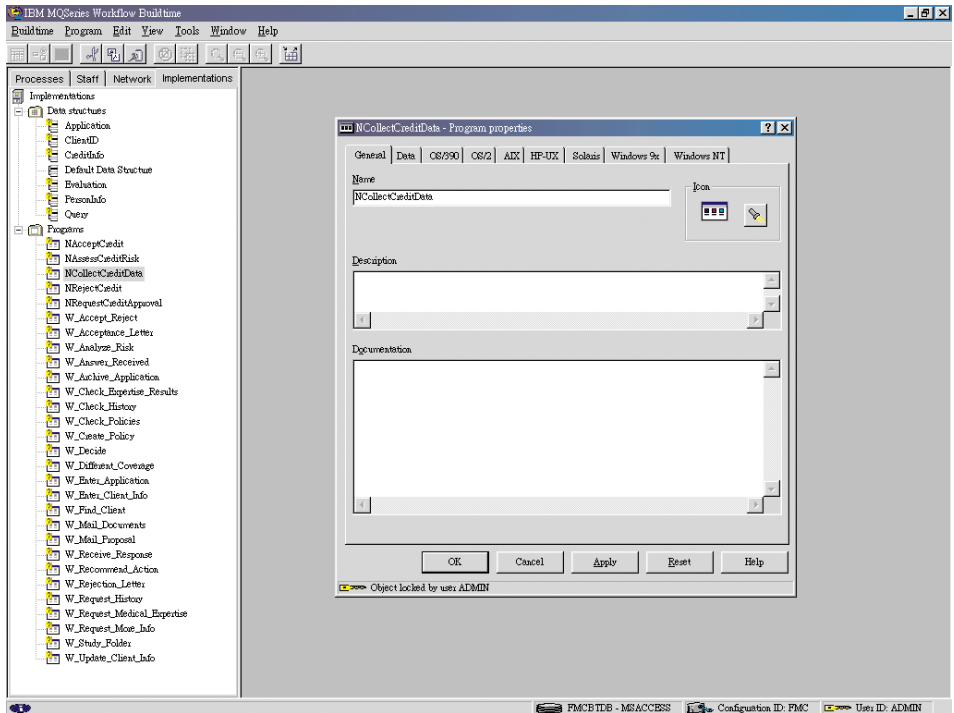 IBM MQSeries Workflow Buildtime
Buildtime Program Edit View Tools Window Help
Processes Staff Network Implementations
Implementations
Data structures
Application
ClientID
CreditInfo
Default Data Structure
Evaluation
PersonInfo
Query
Programs
NAcceptCredit
NAssessCreditRisk
NCollectCreditData
NRejectCredit
NRequestCreditApproval
W_Accept_Reject
W_Acceptance_Letter
W_Analyze_Risk
W_Answer_Received
W_Archive_Application
W_Check_Expertise_Results
W_Check_History
W_Check_Policies
W_Create_Policy
W_Decide
W_Different_Coverage
W_Enter_Application
W_Enter_Client_Info
W_Find_Client
W_Mail_Documents
W_Mail_Proposal
W_Receive_Response
W_Recommend_Action
W_Rejection_Letter
W_Request_History
W_Request_Medical_Expertise
W_Request_More_Info
W_Study_Folder
W_Update_Client_Info
NCollectCreditData - Program properties
General Data OS/390 OS/2 AIX HP-UX Solaris Windows 9x Windows NT
Name
NCollectCreditData
Icon
Description
Documentation
OK Cancel Apply Reset Help
Object locked by user ADMIN
FMCBTDB - MSACCESS Configuration ID: FMC User ID: ADMIN